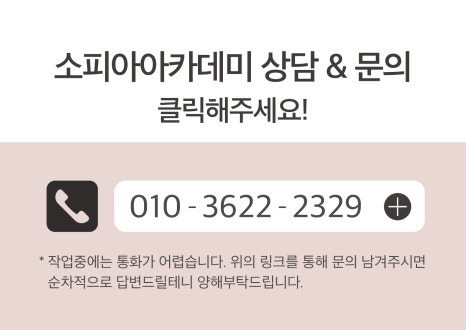 소피아아카데미 상담 & 문의
클릭해주세요!
010 - 3622 - 2329
* 작업중에는 통화가 어렵습니다. 위의 링크를 통해 문의 남겨주시면
순차적으로 답변드릴테니 양해부탁드립니다.